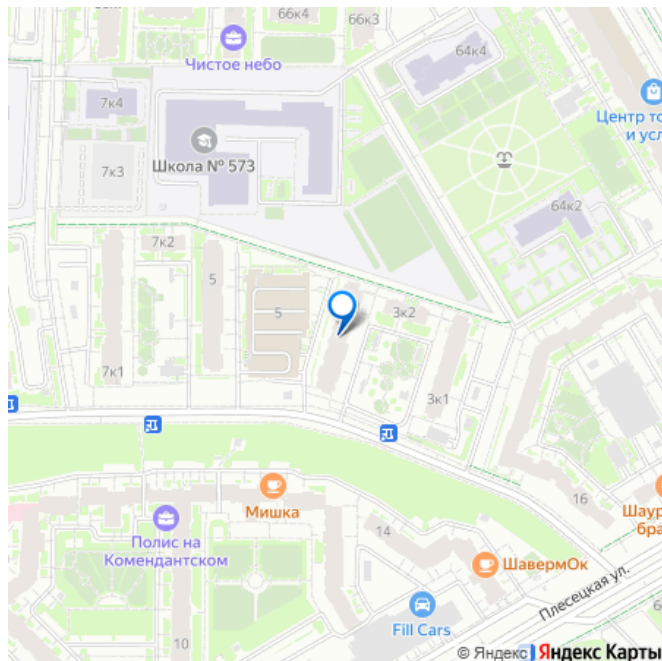 66к4
66к3
Чистое небо
64к4
7к4
Центр то
и усл
Школа № 573
7к3
64к2
7к2
5
5
3к2
7к1
3к1
Мишка
16
Шаур
бра
Полис на
Комендантском
14
ШавермОк
Плесецкая ул.
Fill Cars
10
© Яндекс Яндекс Карты